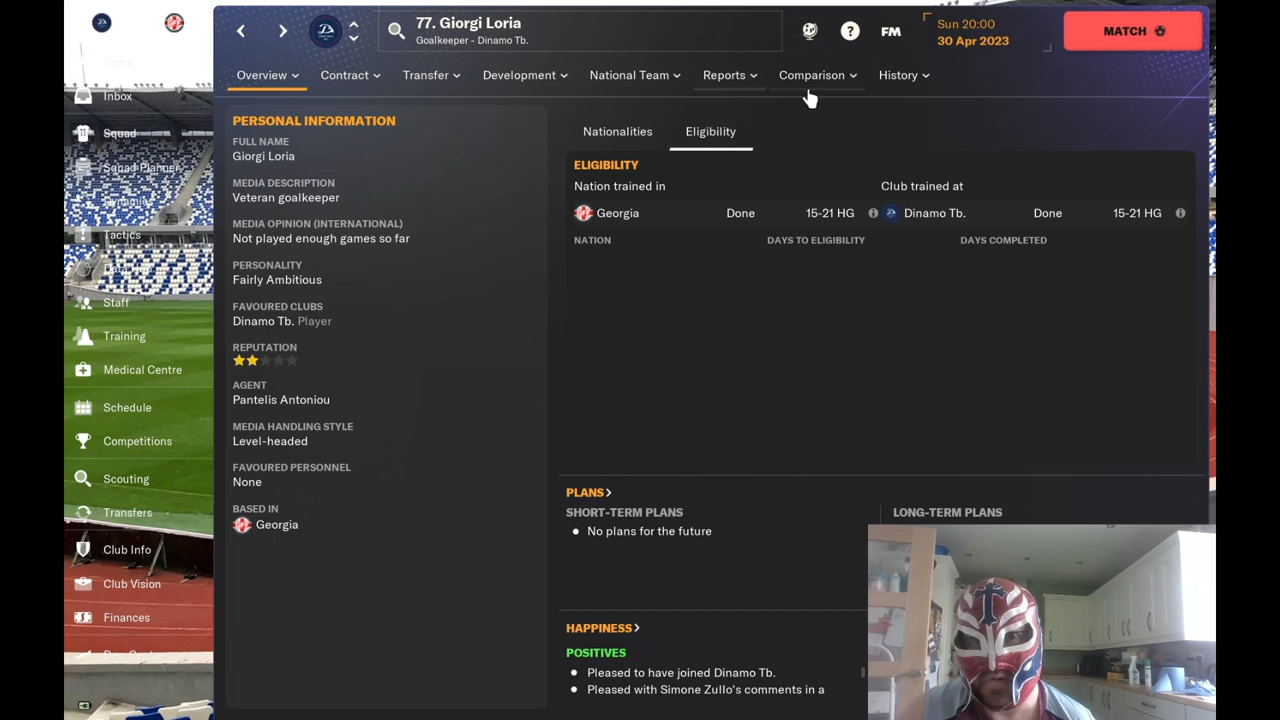 77. Giorgi Loria
Goalkeeper - Dinamo Tb.
FM
Sun 20:00
30 Apr 2023
MATCH
Overview
Contract
Transfer
Development
National Team
Reports
Comparison
History
Inbox
Squad
Squad Planner
Dynamics
Tactics
Data Hub
Staff
Training
Medical Centre
Schedule
Competitions
Scouting
Transfers
Club Info
Club Vision
Finances
PERSONAL INFORMATION
FULL NAME
Giorgi Loria
MEDIA DESCRIPTION
Veteran goalkeeper
MEDIA OPINION (INTERNATIONAL)
Not played enough games so far
PERSONALITY
Fairly Ambitious
FAVOURED CLUBS
Dinamo Tb. Player
REPUTATION
AGENT
Pantelis Antoniou
MEDIA HANDLING STYLE
Level-headed
FAVOURED PERSONNEL
None
BASED IN
Georgia
Nationalities
Eligibility
ELIGIBILITY
Nation trained in
Club trained at
Georgia Done 15-21 HG
Dinamo Tb. Done 15-21 HG
NATION DAYS TO ELIGIBILITY DAYS COMPLETED
PLANS
SHORT-TERM PLANS
No plans for the future
LONG-TERM PLANS
HAPPINESS
POSITIVES
Pleased to have joined Dinamo Tb.
Pleased with Simone Zullo's comments in a